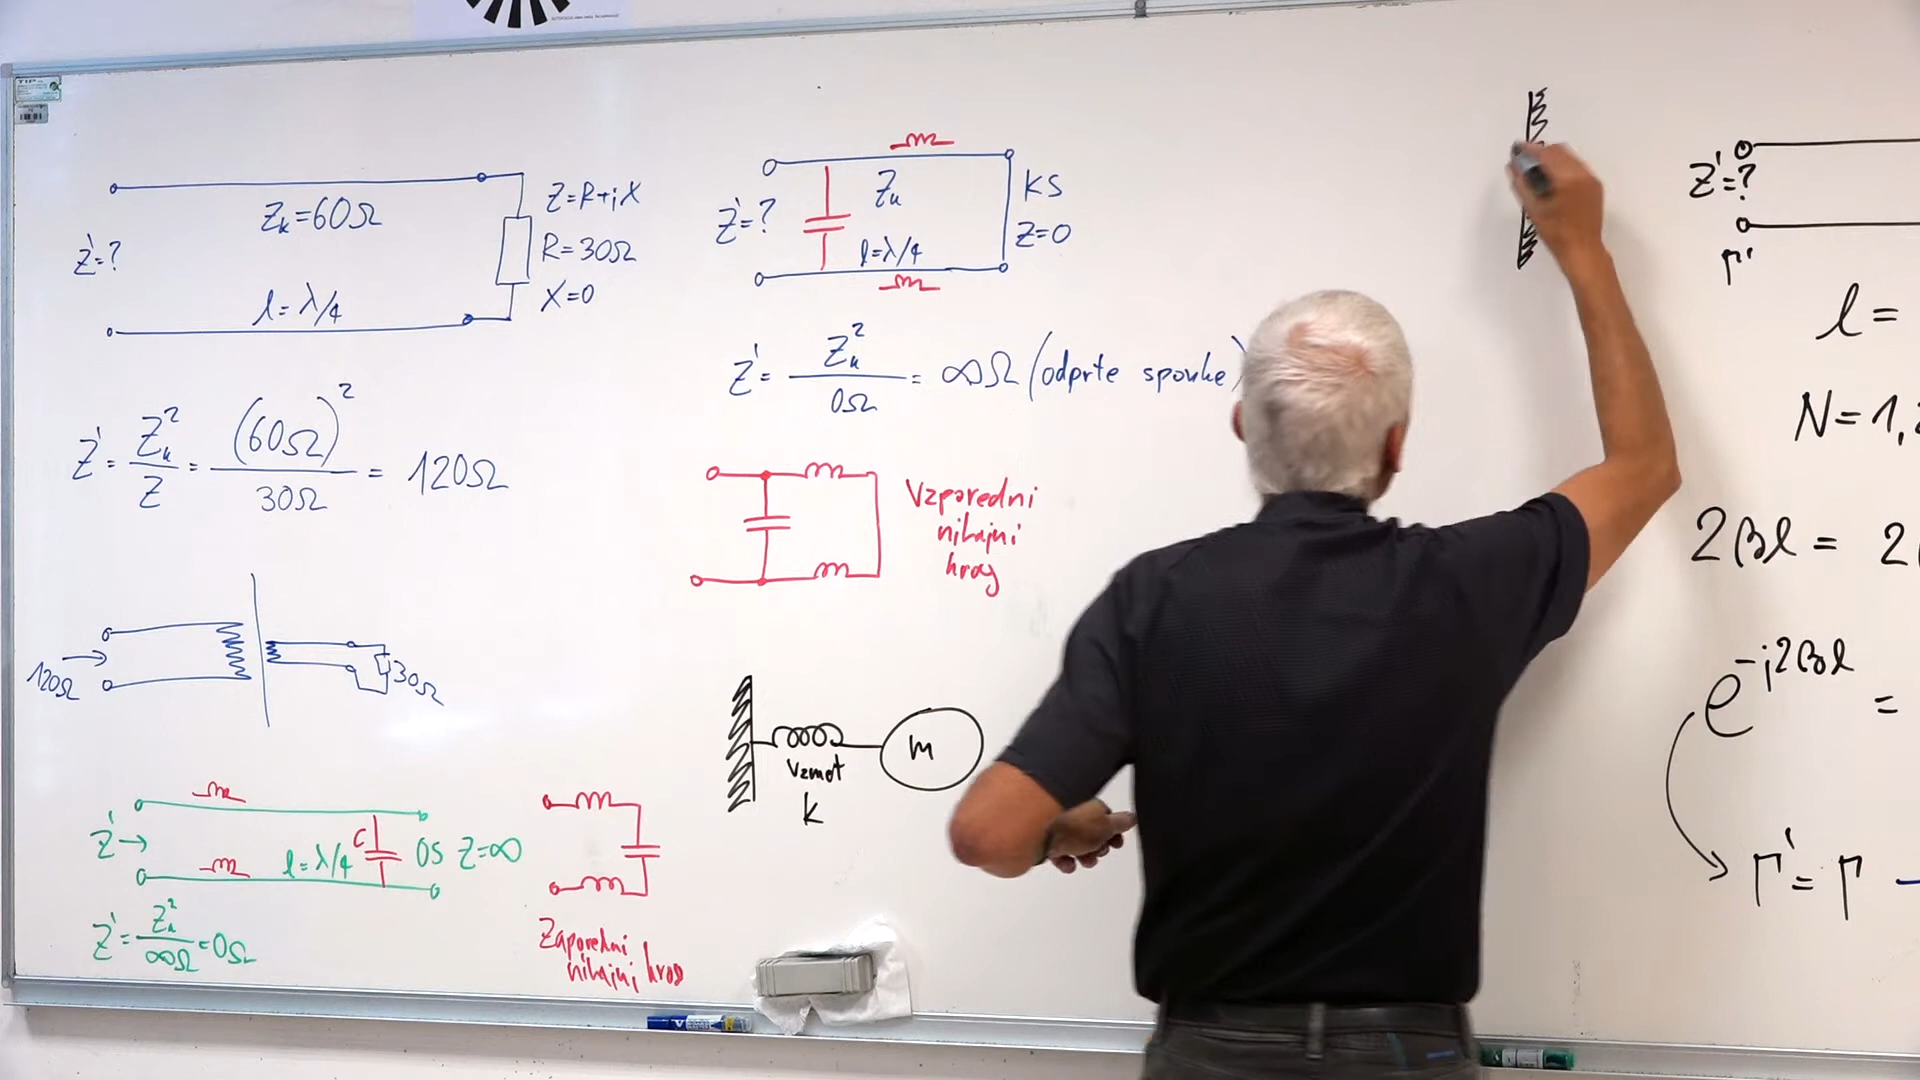 Z'=?
Zk=60Ω
l=λ/4
Z=R+jX
R=30Ω
X=0
Z' = Zk²/Z = (60Ω)²/30Ω = 120Ω
120Ω
30Ω
Z'→
l=λ/4
C
OS Z=∞
Z' = Zk²/∞Ω = 0Ω
Zaporedni
nihajni krog
Z'=?
Zk
l=λ/4
KS
Z=0
Z' = Zk²/0Ω = ∞Ω (odprte sponke)
Vzporedni
nihajni
krog
m
Vzmet
k
Z'=?
Γ'
l=
N=1,
2βl = 2
e^-j2βl =
Γ' = Γ